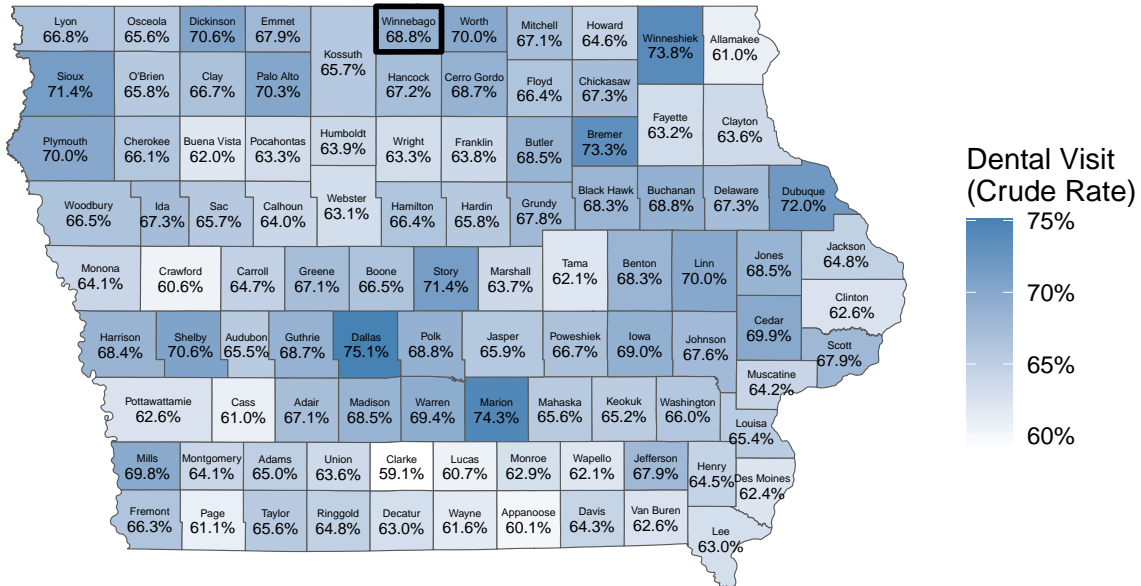 Lyon
66.8%
Osceola
65.6%
Dickinson
70.6%
Emmet
67.9%
Winnebago
68.8%
Worth
70.0%
Mitchell
67.1%
Howard
64.6%
Winneshiek
73.8%
Allamakee
61.0%
Kossuth
65.7%
Sioux
71.4%
O'Brien
65.8%
Clay
66.7%
Palo Alto
70.3%
Hancock
67.2%
Cerro Gordo
68.7%
Floyd
66.4%
Chickasaw
67.3%
Fayette
63.2%
Clayton
63.6%
Plymouth
70.0%
Cherokee
66.1%
Buena Vista
62.0%
Pocahontas
63.3%
Humboldt
63.9%
Wright
63.3%
Franklin
63.8%
Butler
68.5%
Bremer
73.3%
Woodbury
66.5%
Ida
67.3%
Sac
65.7%
Calhoun
64.0%
Webster
63.1%
Hamilton
66.4%
Hardin
65.8%
Grundy
67.8%
Black Hawk
68.3%
Buchanan
68.8%
Delaware
67.3%
Dubuque
72.0%
Monona
64.1%
Crawford
60.6%
Carroll
64.7%
Greene
67.1%
Boone
66.5%
Story
71.4%
Marshall
63.7%
Tama
62.1%
Benton
68.3%
Linn
70.0%
Jones
68.5%
Jackson
64.8%
Clinton
62.6%
Harrison
68.4%
Shelby
70.6%
Audubon
65.5%
Guthrie
68.7%
Dallas
75.1%
Polk
68.8%
Jasper
65.9%
Poweshiek
66.7%
Iowa
69.0%
Johnson
67.6%
Cedar
69.9%
Scott
67.9%
Muscatine
64.2%
Pottawattamie
62.6%
Cass
61.0%
Adair
67.1%
Madison
68.5%
Warren
69.4%
Marion
74.3%
Mahaska
65.6%
Keokuk
65.2%
Washington
66.0%
Louisa
65.4%
Mills
69.8%
Montgomery
64.1%
Adams
65.0%
Union
63.6%
Clarke
59.1%
Lucas
60.7%
Monroe
62.9%
Wapello
62.1%
Jefferson
67.9%
Henry
64.5%
Des Moines
62.4%
Fremont
66.3%
Page
61.1%
Taylor
65.6%
Ringgold
64.8%
Decatur
63.0%
Wayne
61.6%
Appanoose
60.1%
Davis
64.3%
Van Buren
62.6%
Lee
63.0%
Dental Visit
(Crude Rate)
75%
70%
65%
60%